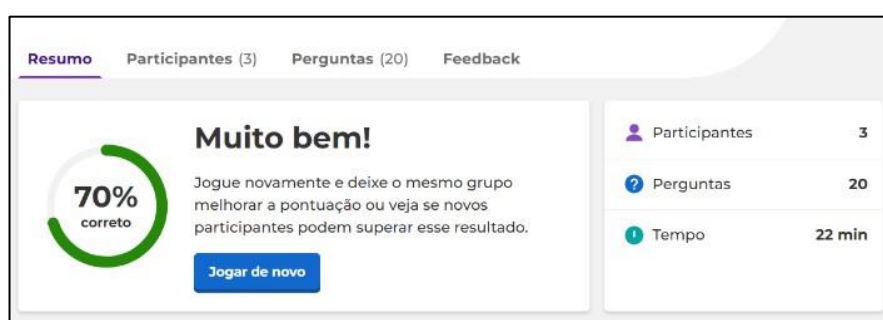 Resumo Participantes (3) Perguntas (20) Feedback
70%
correto
Muito bem!
Jogue novamente e deixe o mesmo grupo
melhorar a pontuação ou veja se novos
participantes podem superar esse resultado.
Jogar de novo
Participantes 3
Perguntas 20
Tempo 22 min